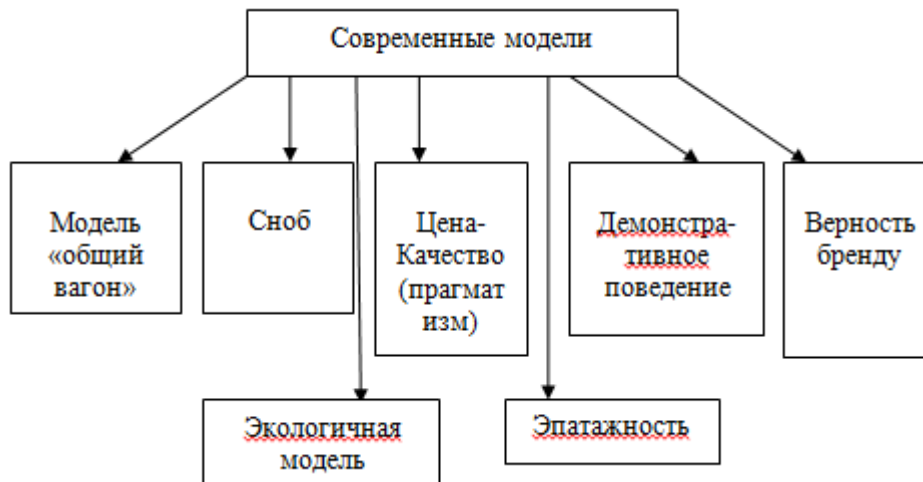 Современные модели
Модель
«общий
вагон»
Сноб
Цена-
Качество
(прагмат
изм)
Демонстра-
тивное
поведение
Верность
бренду
Экологичная
модель
Эпатажность